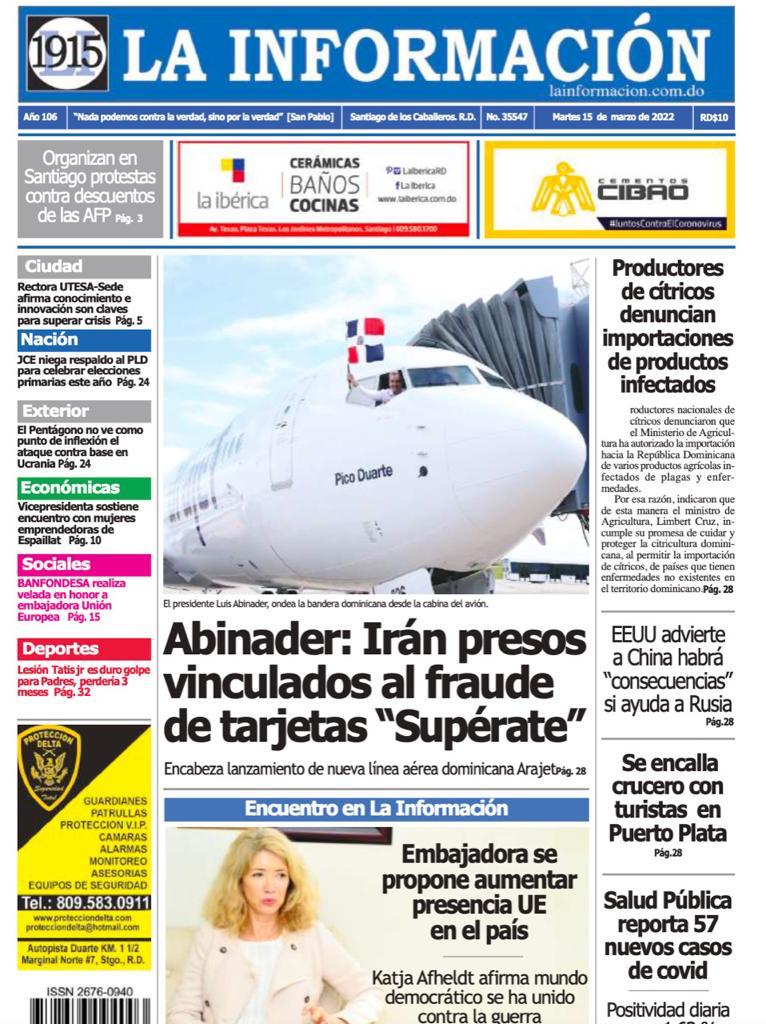 1915
LA INFORMACIÓN
lainformacion.com.do
Año 106
“Nada podemos contra la verdad, sino por la verdad” [San Pablo]
Santiago de los Caballeros. R.D.
No. 35547
Martes 15 de marzo de 2022
RD$10
Organizan en
Santiago protestas
contra descuentos
de las AFP Pág. 3
la ibérica
CERÁMICAS
BAÑOS
COCINAS
LaIbericaRD
La Iberica
www.laiberica.com.do
Av. Texas, Plaza Texas, Los Jardines Metropolitanos, Santiago | 809.580.1700
CEMENTOS
CIBAO
#JuntosContraElCoronavirus
Ciudad
Rectora UTESA-Sede
afirma conocimiento e
innovación son claves
para superar crisis Pág. 5
Nación
JCE niega respaldo al PLD
para celebrar elecciones
primarias este año Pág. 24
Exterior
El Pentágono no ve como
punto de inflexión el
ataque contra base en
Ucrania Pág. 24
Económicas
Vicepresidenta sostiene
encuentro con mujeres
emprendedoras de
Espaillat Pág. 10
Sociales
BANFONDESA realiza
velada en honor a
embajadora Unión
Europea Pág. 15
Deportes
Lesión Tatis jr es duro golpe
para Padres, perdería 3
meses Pág. 32
PROTECCION
DELTA
Seguridad
Total
GUARDIANES
PATRULLAS
PROTECCION V.I.P.
CAMARAS
ALARMAS
MONITOREO
ASESORIAS
EQUIPOS DE SEGURIDAD
Tel.: 809.583.0911
www.protecciondelta.com
protecciondelta@hotmail.com
Autopista Duarte KM. 1 1/2
Marginal Norte #7, Stgo., R.D.
ISSN 2676-0940
Pico Duarte
El presidente Luis Abinader, ondea la bandera dominicana desde la cabina del avión.
Abinader: Irán presos
vinculados al fraude
de tarjetas “Supérate”
Encabeza lanzamiento de nueva línea aérea dominicana Arajet Pág. 28
Encuentro en La Información
Embajadora se
propone aumentar
presencia UE
en el país
Katja Afheldt afirma mundo
democrático se ha unido
contra la guerra
Productores
de cítricos
denuncian
importaciones
de productos
infectados
roductores nacionales de
cítricos denunciaron que
el Ministerio de Agricul-
tura ha autorizado la importación
hacia la República Dominicana
de varios productos agrícolas in-
fectados de plagas y enfer-
medades.
Por esa razón, indicaron que
de esta manera el ministro de
Agricultura, Limbert Cruz, in-
cumple su promesa de cuidar y
proteger la citricultura domini-
cana, al permitir la importación
de cítricos, de países que tienen
enfermedades no existentes en
el territorio dominicano. Pág. 28
EEUU advierte
a China habrá
“consecuencias”
si ayuda a Rusia
Pág.28
Se encalla
crucero con
turistas en
Puerto Plata
Pág.28
Salud Pública
reporta 57
nuevos casos
de covid
Positividad diaria